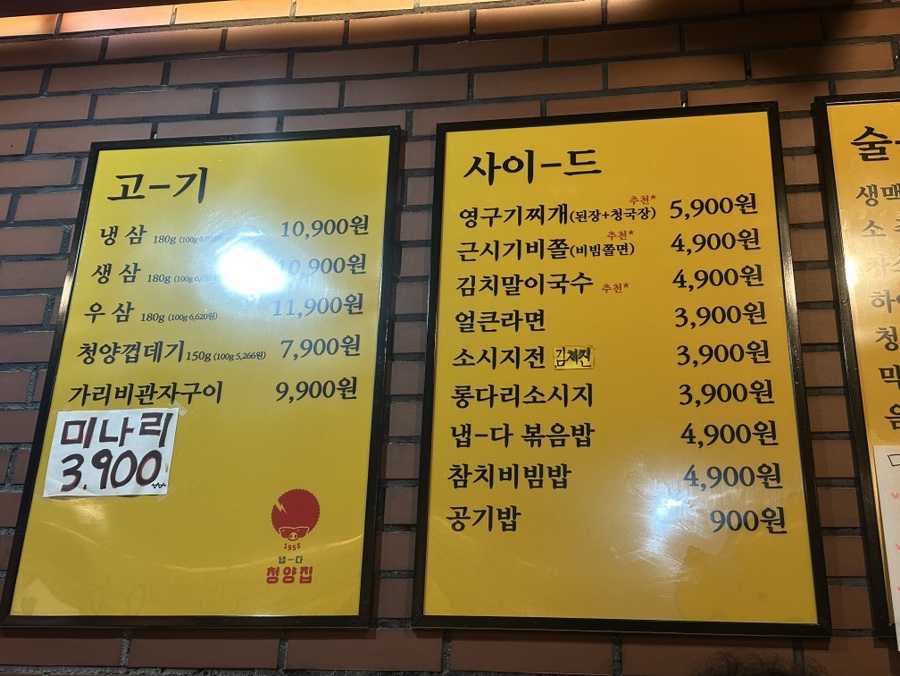 고-기
냉삼 180g 10,900원
생삼 180g 10,900원
우삼 180g (100g 6,620원) 11,900원
청양껍데기 150g (100g 5,266원) 7,900원
가리비관자구이 9,900원
미나리
3.900
1955
냅-다
청양집
사이-드
추천*
영구기찌개(된장+청국장) 5,900원
추천*
근시기비쫄(비빔쫄면) 4,900원
김치말이국수 추천* 4,900원
얼큰라면 3,900원
소시지전 김치전 3,900원
롱다리소시지 3,900원
냅-다 볶음밥 4,900원
참치비빔밥 4,900원
공기밥 900원
술-
생맥
소
하
청
막
음